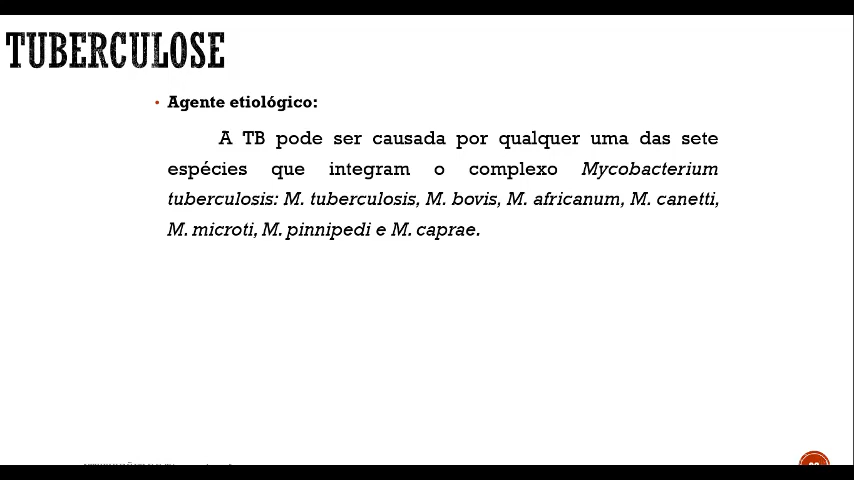 TUBERCULOSE
• Agente etiológico:
A TB pode ser causada por qualquer uma das sete
espécies que integram o complexo Mycobacterium
tuberculosis: M. tuberculosis, M. bovis, M. africanum, M. canetti,
M. microti, M. pinnipedi e M. caprae.